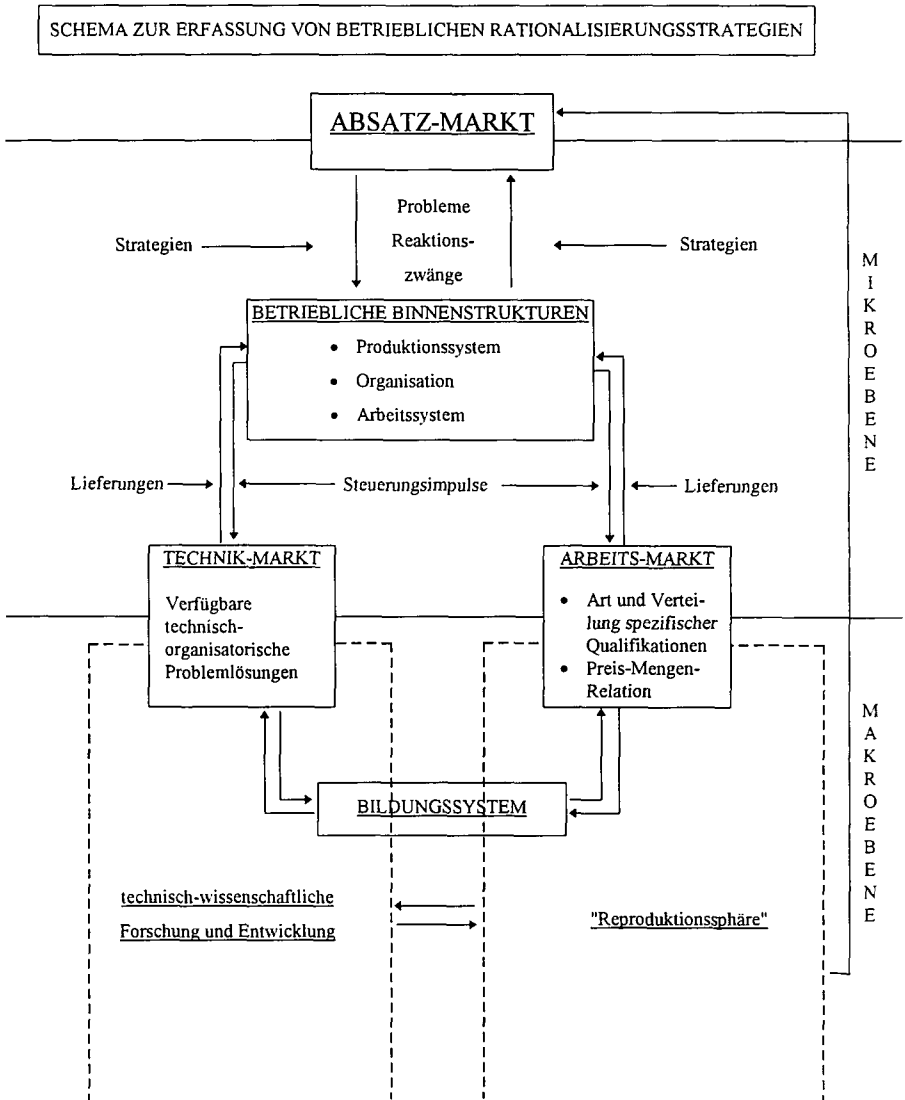 SCHEMA ZUR ERFASSUNG VON BETRIEBLICHEN RATIONALISIERUNGSSTRATEGIEN
ABSATZ-MARKT
Probleme
Strategien
Reaktions-
Strategien
zwänge
BETRIEBLICHE BINNENSTRUKTUREN
• Produktionssystem
• Organisation
• Arbeitssystem
MIKROEBENE
Lieferungen
Steuerungsimpulse
Lieferungen
TECHNIK-MARKT
Verfügbare
technisch-
organisatorische
Problemlösungen
ARBEITS-MARKT
• Art und Vertei-
lung spezifischer
Qualifikationen
• Preis-Mengen-
Relation
MAKROEBENE
BILDUNGSSYSTEM
technisch-wissenschaftliche
Forschung und Entwicklung
"Reproduktionssphäre"